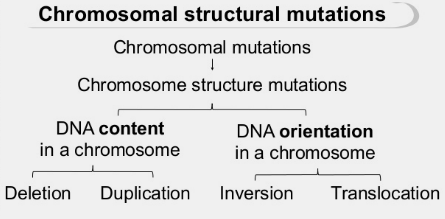 Chromosomal structural mutations
Chromosomal mutations
Chromosome structure mutations
DNA content
in a chromosome
DNA orientation
in a chromosome
Deletion
Duplication
Inversion
Translocation